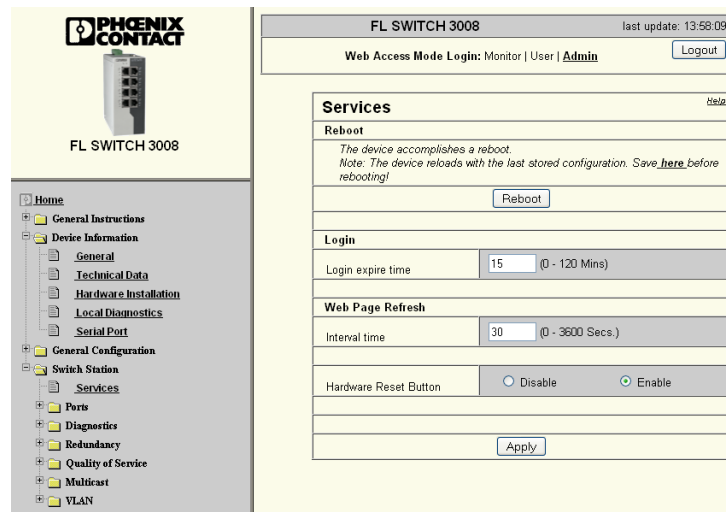 PHŒNIX
CONTACT
FL SWITCH 3008
Home
General Instructions
Device Information
General
Technical Data
Hardware Installation
Local Diagnostics
Serial Port
General Configuration
Switch Station
Services
Ports
Diagnostics
Redundancy
Quality of Service
Multicast
VLAN
FL SWITCH 3008 last update: 13:58:09
Web Access Mode Login: Monitor | User | Admin Logout
Services Help
Reboot
The device accomplishes a reboot.
Note: The device reloads with the last stored configuration. Save here before
rebooting!
Reboot
Login
Login expire time 15 (0 - 120 Mins)
Web Page Refresh
Interval time 30 (0 - 3600 Secs.)
Hardware Reset Button Disable Enable
Apply